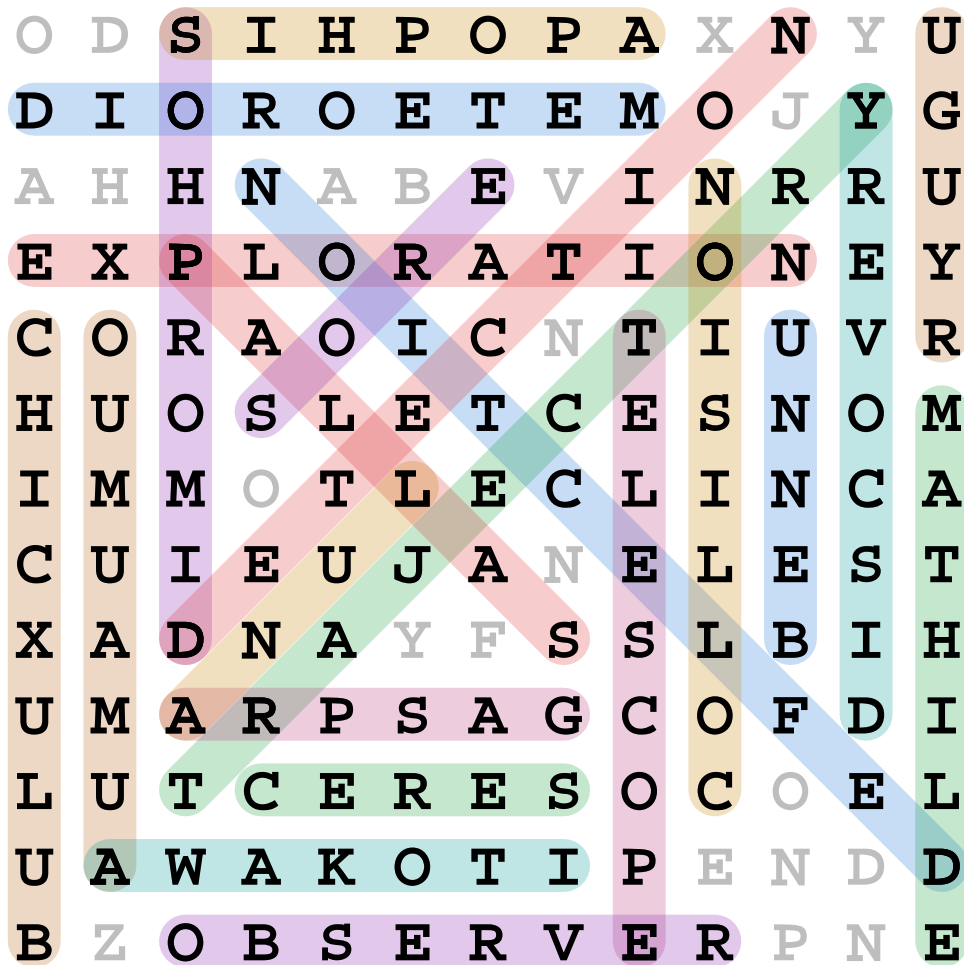 O D S I H P O P A X N Y U
D I O R O E T E M O J Y G
A H H N A B E V I N R R U
E X P L O R A T I O N E Y
C O R A O I C N T I U V R
H U O S L E T C E S N O M
I M M O T L E C L I N C A
C U I E U J A N E L E S T
X A D N A Y F S S L B I H
U M A R P S A G C O F D I
L U T C E R E S O C O E L
U A W A K O T I P E N D D
B Z O B S E R V E R P N E